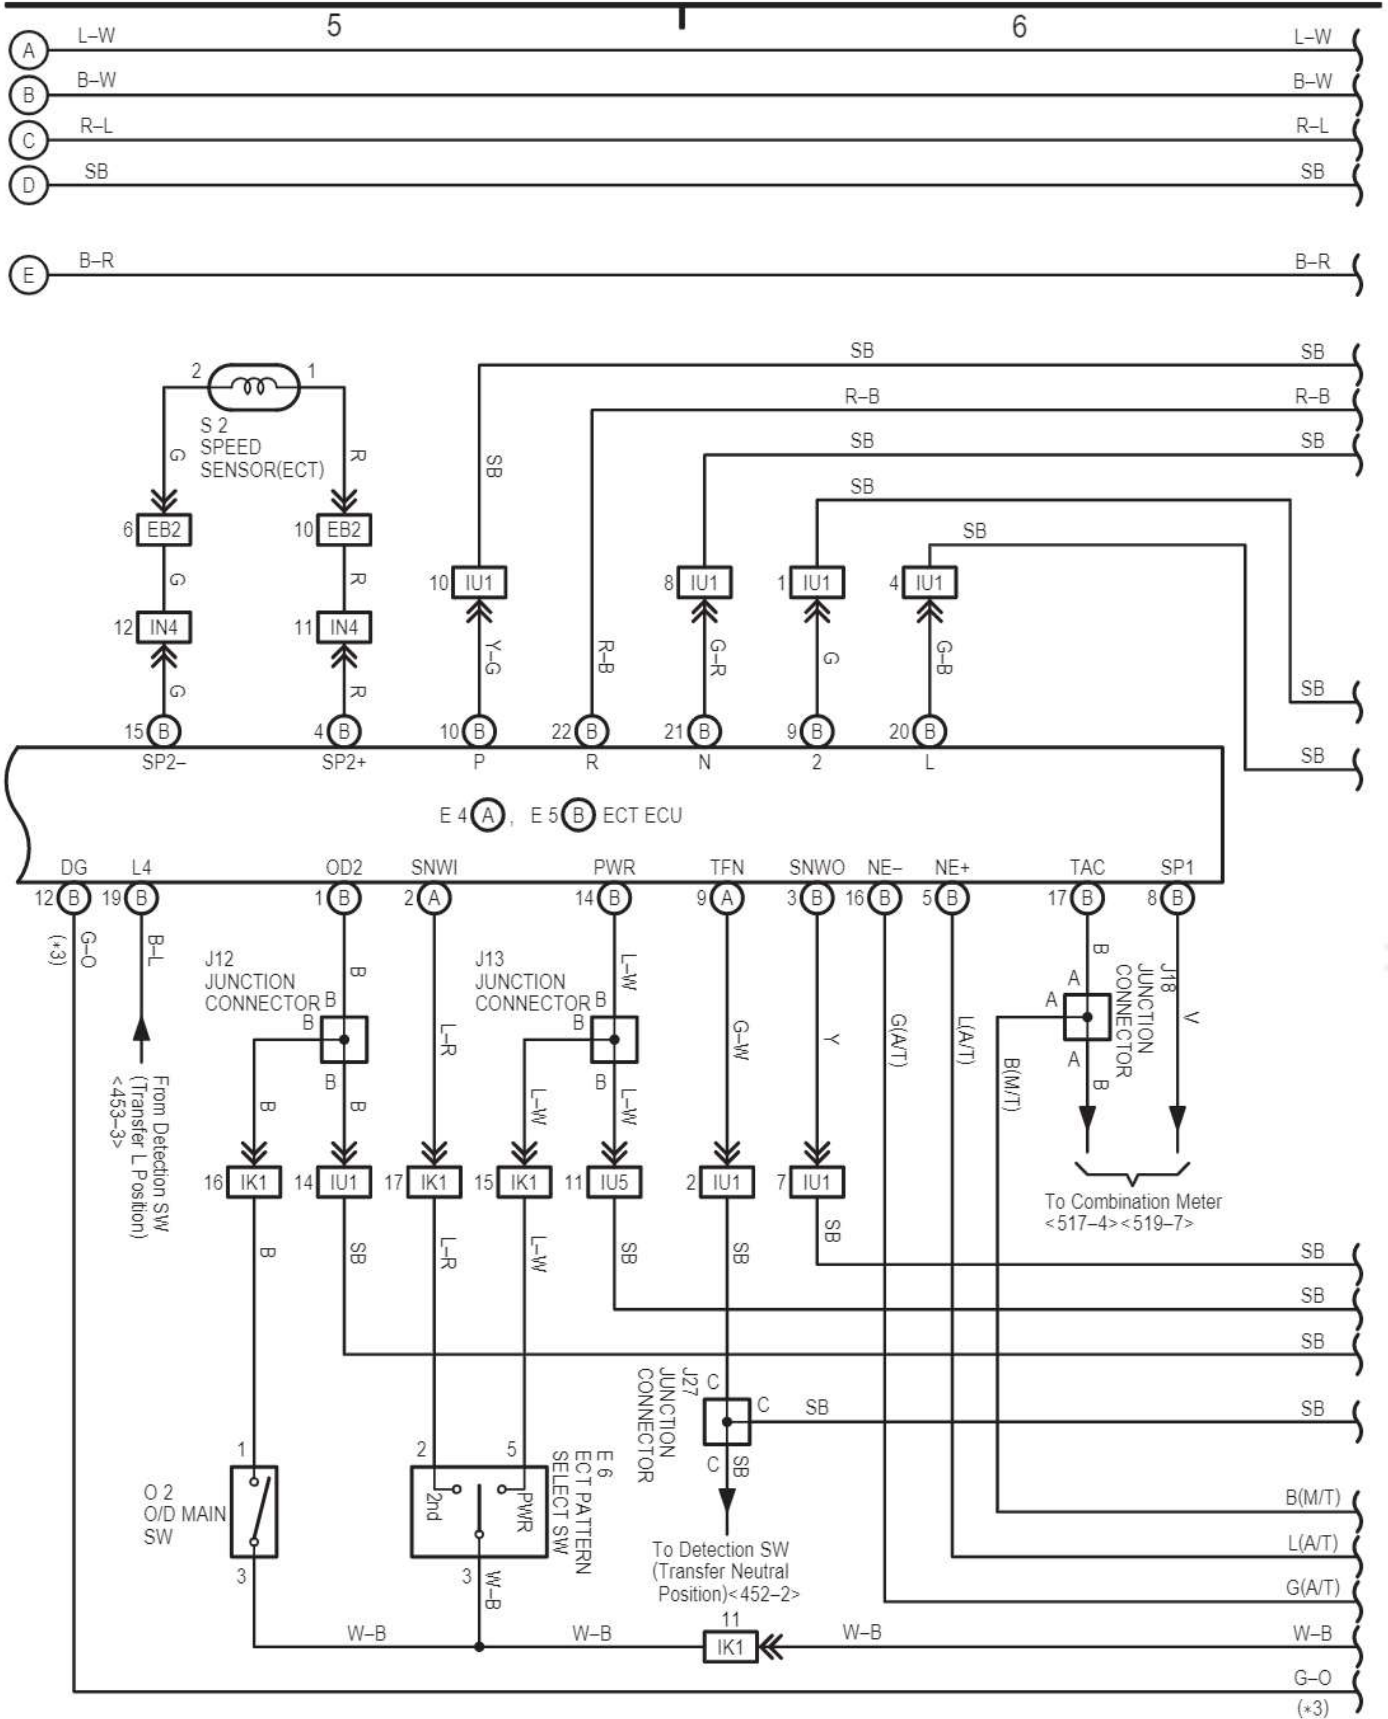 5
6
A
L–W
L–W
B
B–W
B–W
C
R–L
R–L
D
SB
SB
E
B–R
B–R
SB
SB
R–B
R–B
SB
SB
SB
SB
2
1
S 2
SPEED
SENSOR(ECT)
G
R
SB
6 EB2
10 EB2
10 IU1
8 IU1
1 IU1
4 IU1
G
R
12 IN4
11 IN4
Y–G
R–B
G–R
G
G–B
G
R
SB
SB
15 B
4 B
10 B
22 B
21 B
9 B
20 B
SP2–
SP2+
P
R
N
2
L
E 4 A , E 5 B ECT ECU
DG
L4
OD2
SNWI
PWR
TFN
SNWO
NE–
NE+
TAC
SP1
12 B
19 B
1 B
2 A
14 B
9 A
3 B
16 B
5 B
17 B
8 B
G–O
(*3)
B–L
J12
JUNCTION
CONNECTOR
B
B
B
B
L–R
J13
JUNCTION
CONNECTOR
L–W
B
B
B
G–W
Y
G(A/T)
L(A/T)
B
A
A
A
B
J18
JUNCTION
CONNECTOR
V
B(M/T)
From Detection SW
(Transfer L Position)
<453–3>
B
B
L–W
L–W
16 IK1
14 IU1
17 IK1
15 IK1
11 IU5
2 IU1
7 IU1
To Combination Meter
<517–4><519–7>
B
SB
L–R
L–W
SB
SB
SB
SB
SB
SB
J27
JUNCTION
CONNECTOR
C
C
C
SB
SB
SB
1
O 2
O/D MAIN
SW
3
2
5
2nd
PWR
3
E 6
ECT PATTERN
SELECT SW
W–B
To Detection SW
(Transfer Neutral
Position)<452–2>
B(M/T)
L(A/T)
G(A/T)
W–B
W–B
11
IK1
W–B
W–B
G–O
(*3)